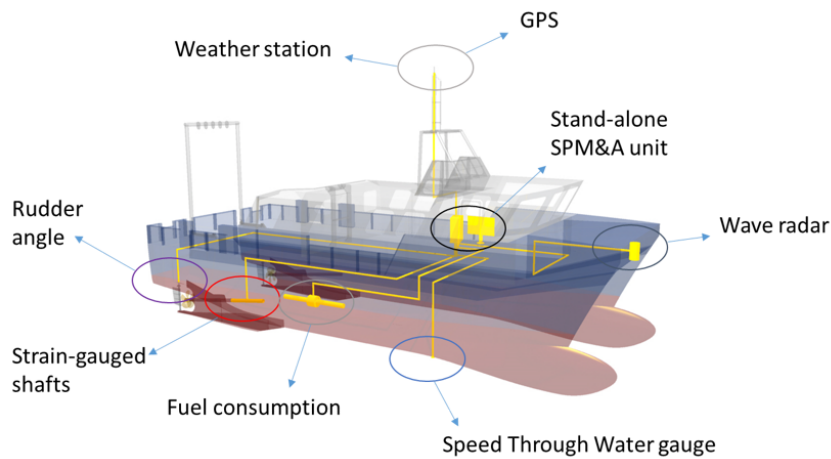 GPS
Weather station
Stand-alone
SPM&A unit
Rudder
angle
Wave radar
Strain-gauged
shafts
Fuel consumption
Speed Through Water gauge